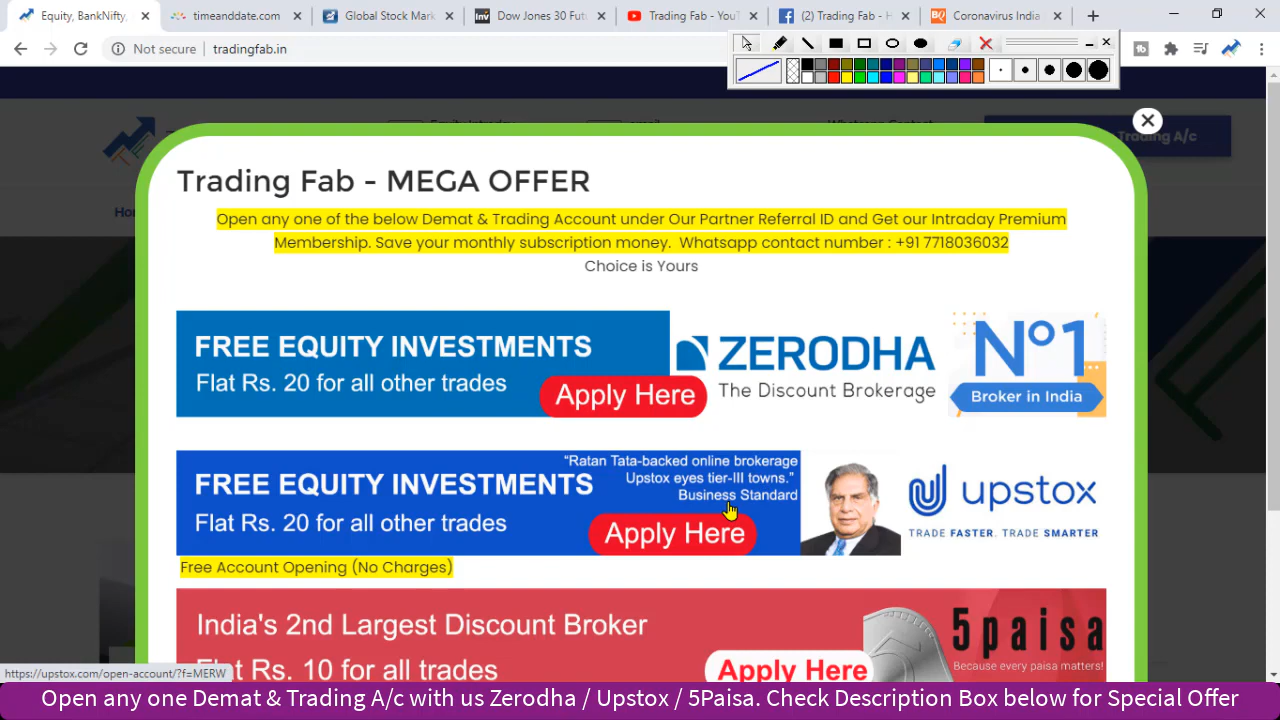 Equity, BankNifty,
timeanddate.com
Global Stock Mark
Dow Jones 30 Fut
Trading Fab - YouT
(2) Trading Fab - H
Coronavirus India
Not secure
tradingfab.in
Trading A/c
Trading Fab - MEGA OFFER
Open any one of the below Demat & Trading Account under Our Partner Referral ID and Get our Intraday Premium
Membership. Save your monthly subscription money. Whatsapp contact number : +91 7718036032
Choice is Yours
FREE EQUITY INVESTMENTS
Flat Rs. 20 for all other trades
Apply Here
ZERODHA
The Discount Brokerage
Nº1
Broker in India
FREE EQUITY INVESTMENTS
Flat Rs. 20 for all other trades
“Ratan Tata-backed online brokerage
Upstox eyes tier-III towns.”
Business Standard
Apply Here
upstox
TRADE FASTER. TRADE SMARTER
Free Account Opening (No Charges)
India's 2nd Largest Discount Broker
Flat Rs. 10 for all trades
Apply Here
5paisa
Because every paisa matters!
https://upstox.com/open-account/?f=MERW
Open any one Demat & Trading A/c with us Zerodha / Upstox / 5Paisa. Check Description Box below for Special Offer